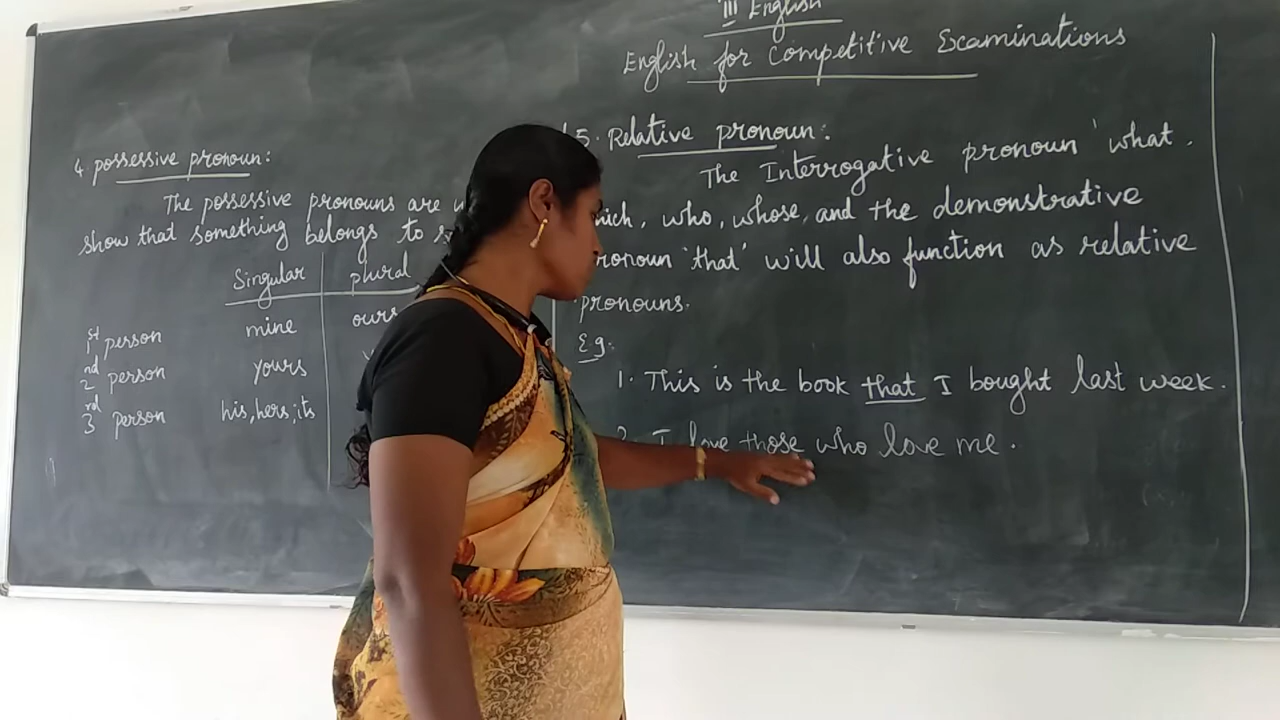 III English
English for Competitive Examinations
4 possessive pronoun:
The possessive pronouns are
show that something belongs to
Singular plural
1st person mine ours
2nd person yours
3rd person his, hers, its
5. Relative pronoun:
The Interrogative pronoun 'what.
who, whose, and the demonstrative
'that' will also function as relative
pronouns.
Eg:
1. This is the book that I bought last week.
I love those who love me.